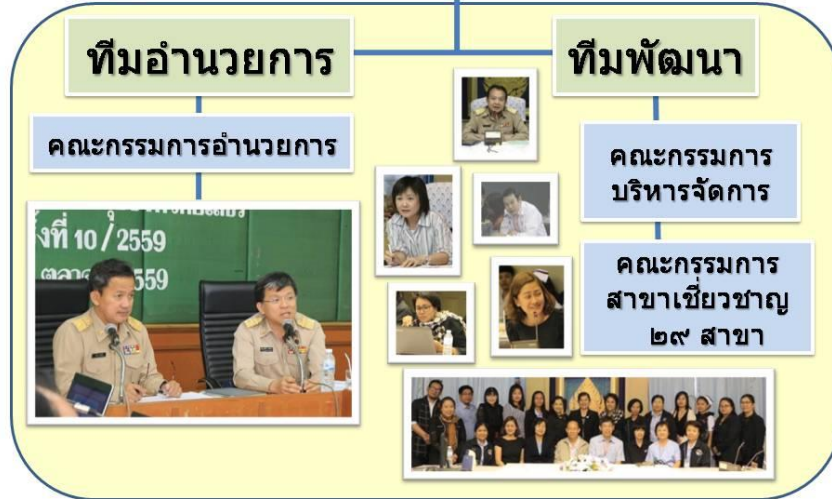 ทีมอำนวยการ
คณะกรรมการอำนวยการ
งที่ 10 / 2559
559
ทีมพัฒนา
คณะกรรมการ
บริหารจัดการ
คณะกรรมการ
สาขาเชี่ยวชาญ
๒๙ สาขา